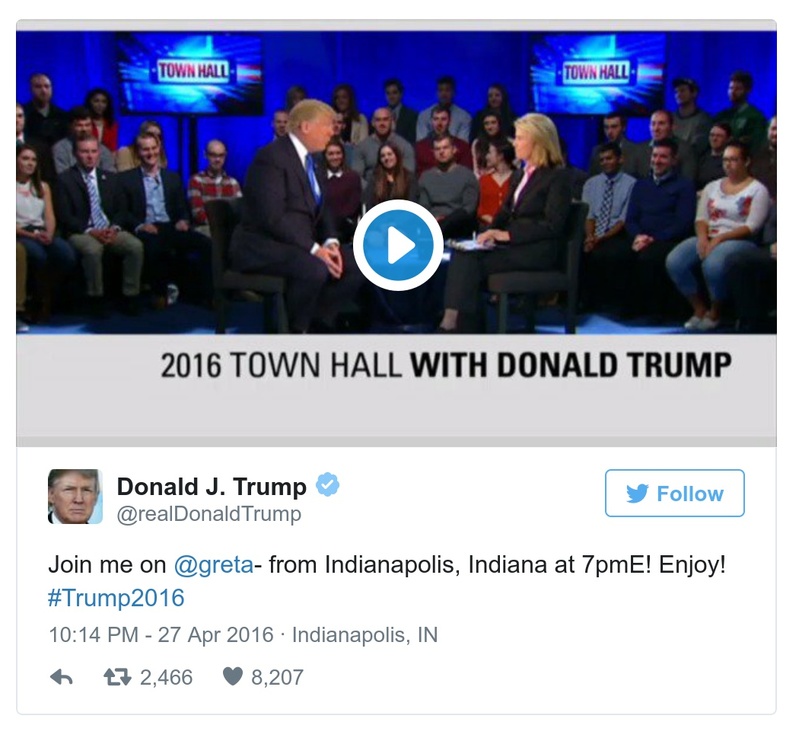 TOWN HALL
TOWN HALL
2016 TOWN HALL WITH DONALD TRUMP
Donald J. Trump
@realDonaldTrump
Follow
Join me on @greta- from Indianapolis, Indiana at 7pmE! Enjoy!
#Trump2016
10:14 PM - 27 Apr 2016 · Indianapolis, IN
2,466 8,207